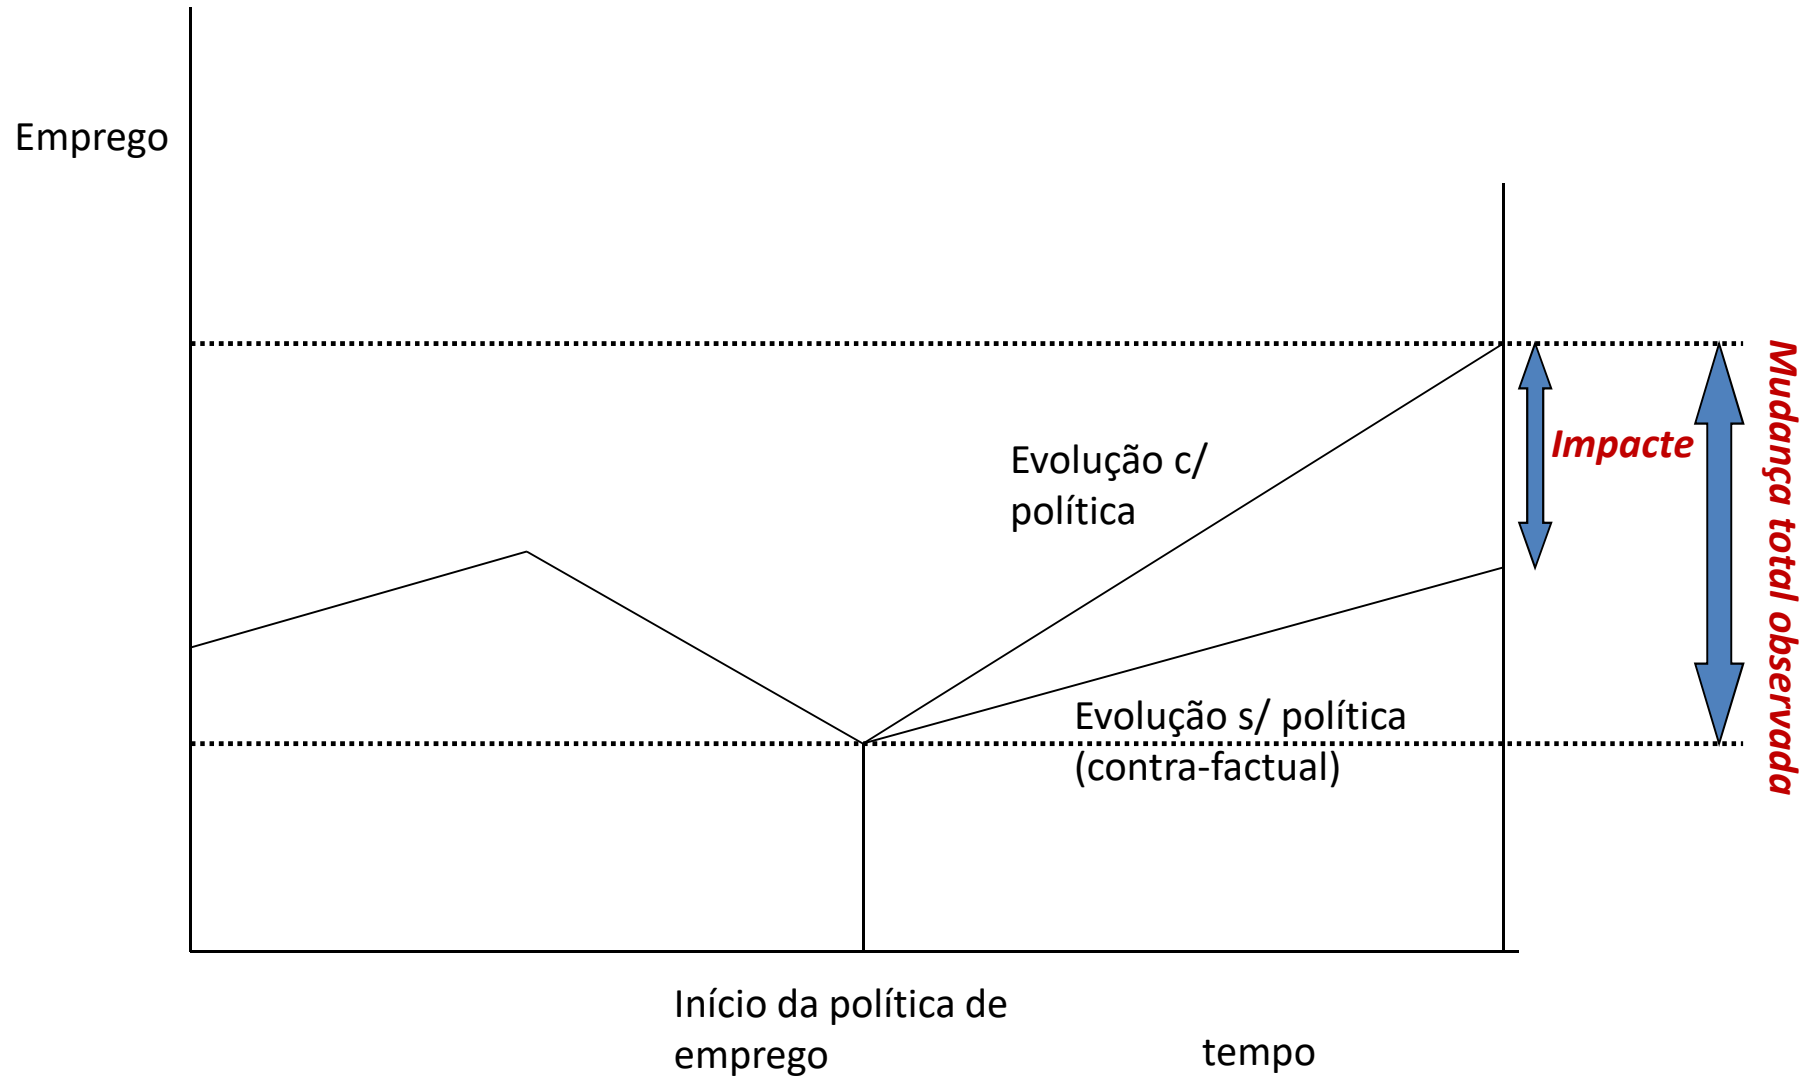 Emprego
Evolução c/
política
Impacte
Mudança total observada
Evolução s/ política
(contra-factual)
Início da política de
emprego
tempo